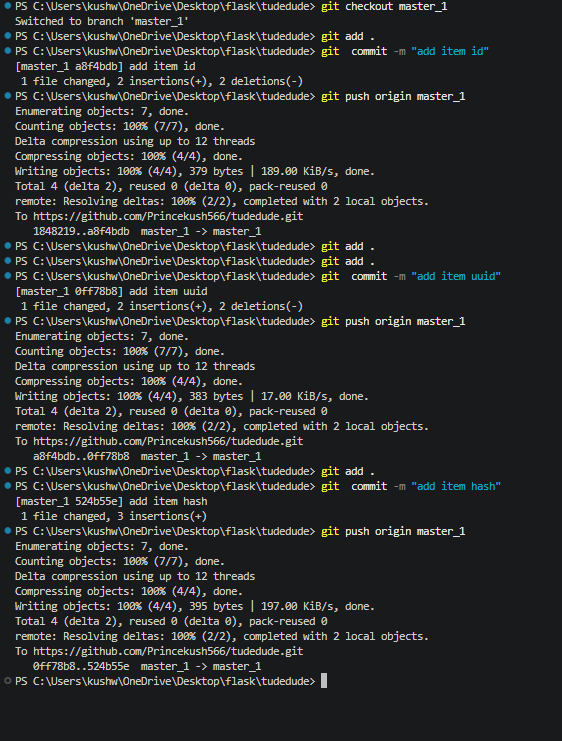 PS C:\Users\kushw\OneDrive\Desktop\flask\tudedude> git checkout master_1
Switched to branch 'master_1'
PS C:\Users\kushw\OneDrive\Desktop\flask\tudedude> git add .
PS C:\Users\kushw\OneDrive\Desktop\flask\tudedude> git  commit -m "add item id"
[master_1 a8f4bdb] add item id
 1 file changed, 2 insertions(+), 2 deletions(-)
PS C:\Users\kushw\OneDrive\Desktop\flask\tudedude> git push origin master_1
Enumerating objects: 7, done.
Counting objects: 100% (7/7), done.
Delta compression using up to 12 threads
Compressing objects: 100% (4/4), done.
Writing objects: 100% (4/4), 379 bytes | 189.00 KiB/s, done.
Total 4 (delta 2), reused 0 (delta 0), pack-reused 0
remote: Resolving deltas: 100% (2/2), completed with 2 local objects.
To https://github.com/Princekush566/tudedude.git
   1848219..a8f4bdb  master_1 -> master_1
PS C:\Users\kushw\OneDrive\Desktop\flask\tudedude> git add .
PS C:\Users\kushw\OneDrive\Desktop\flask\tudedude> git add .
PS C:\Users\kushw\OneDrive\Desktop\flask\tudedude> git  commit -m "add item uuid"
[master_1 0ff78b8] add item uuid
 1 file changed, 2 insertions(+), 2 deletions(-)
PS C:\Users\kushw\OneDrive\Desktop\flask\tudedude> git push origin master_1
Enumerating objects: 7, done.
Counting objects: 100% (7/7), done.
Delta compression using up to 12 threads
Compressing objects: 100% (4/4), done.
Writing objects: 100% (4/4), 383 bytes | 17.00 KiB/s, done.
Total 4 (delta 2), reused 0 (delta 0), pack-reused 0
remote: Resolving deltas: 100% (2/2), completed with 2 local objects.
To https://github.com/Princekush566/tudedude.git
   a8f4bdb..0ff78b8  master_1 -> master_1
PS C:\Users\kushw\OneDrive\Desktop\flask\tudedude> git add .
PS C:\Users\kushw\OneDrive\Desktop\flask\tudedude> git  commit -m "add item hash"
[master_1 524b55e] add item hash
 1 file changed, 3 insertions(+)
PS C:\Users\kushw\OneDrive\Desktop\flask\tudedude> git push origin master_1
Enumerating objects: 7, done.
Counting objects: 100% (7/7), done.
Delta compression using up to 12 threads
Compressing objects: 100% (4/4), done.
Writing objects: 100% (4/4), 395 bytes | 197.00 KiB/s, done.
Total 4 (delta 2), reused 0 (delta 0), pack-reused 0
remote: Resolving deltas: 100% (2/2), completed with 2 local objects.
To https://github.com/Princekush566/tudedude.git
   0ff78b8..524b55e  master_1 -> master_1
PS C:\Users\kushw\OneDrive\Desktop\flask\tudedude>